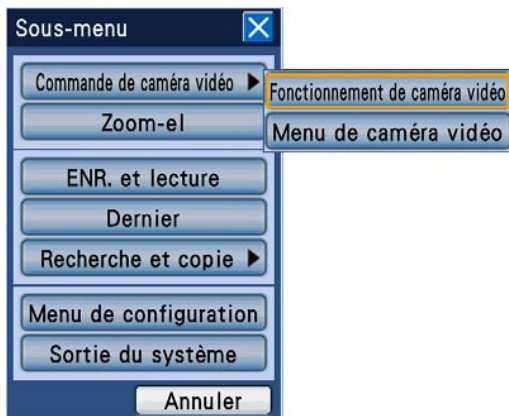 Sous-menu
Commande de caméra vidéo
Fonctionnement de caméra vidéo
Zoom-el
Menu de caméra vidéo
ENR. et lecture
Dernier
Recherche et copie
Menu de configuration
Sortie du système
Annuler